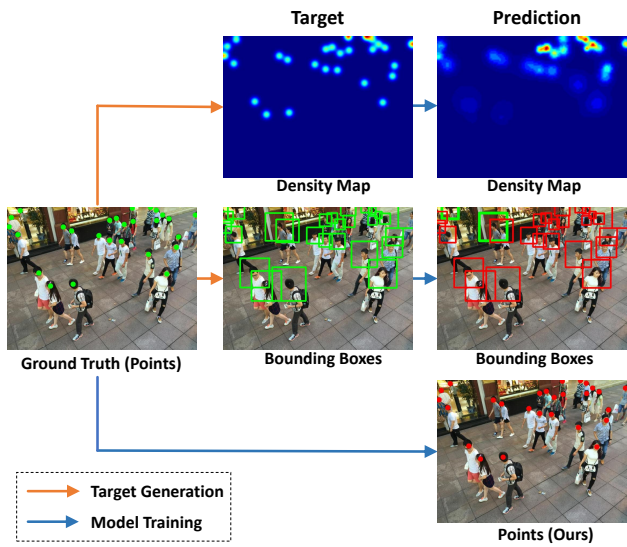 Target
Prediction
Density Map
Density Map
Ground Truth (Points)
Bounding Boxes
Bounding Boxes
Target Generation
Model Training
Points (Ours)